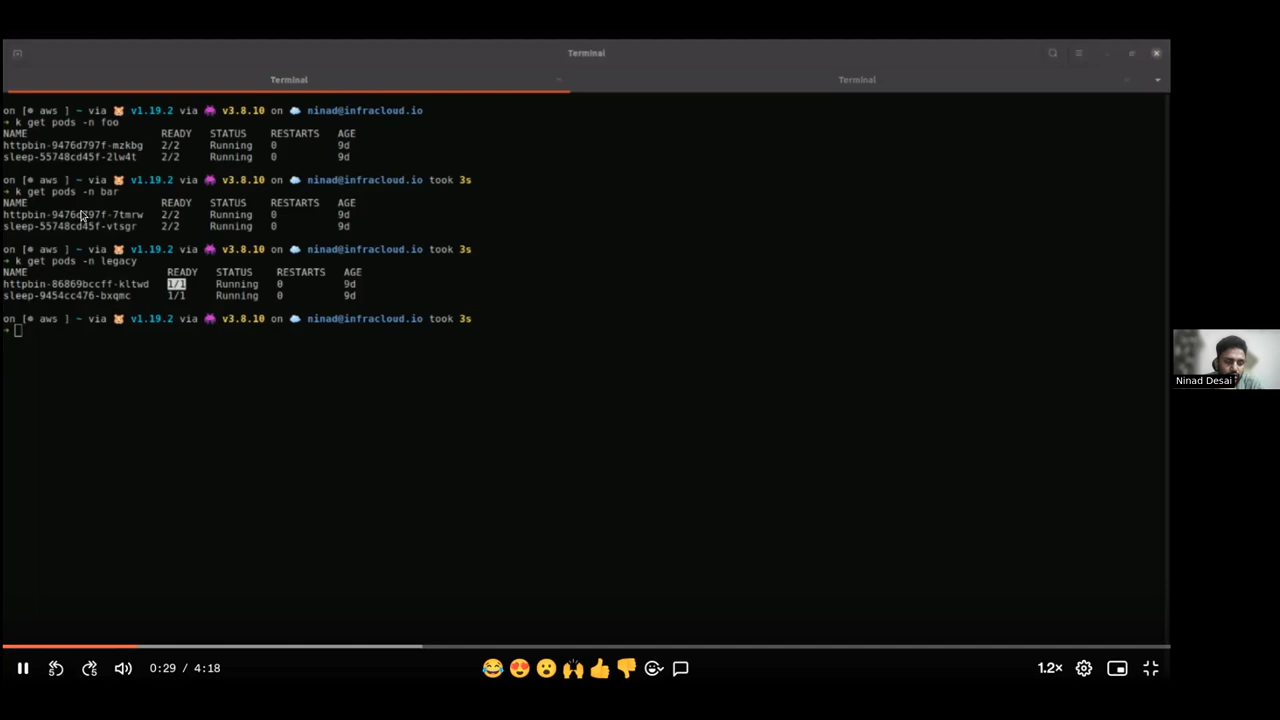 Terminal
Terminal
Terminal
on [ aws ] ~ via v1.19.2 via v3.8.10 on ninad@infracloud.io
→ k get pods -n foo
NAME READY STATUS RESTARTS AGE
httpbin-9476d797f-mzkbg 2/2 Running 0 9d
sleep-55748cd45f-2lw4t 2/2 Running 0 9d
on [ aws ] ~ via v1.19.2 via v3.8.10 on ninad@infracloud.io took 3s
→ k get pods -n bar
NAME READY STATUS RESTARTS AGE
httpbin-9476d797f-7tmrw 2/2 Running 0 9d
sleep-55748cd45f-vtsgr 2/2 Running 0 9d
on [ aws ] ~ via v1.19.2 via v3.8.10 on ninad@infracloud.io took 3s
→ k get pods -n legacy
NAME READY STATUS RESTARTS AGE
httpbin-86869bccff-kltwd 1/1 Running 0 9d
sleep-9454cc476-bxqmc 1/1 Running 0 9d
on [ aws ] ~ via v1.19.2 via v3.8.10 on ninad@infracloud.io took 3s
→
Ninad Desai
5 5 0:29 / 4:18 1.2×